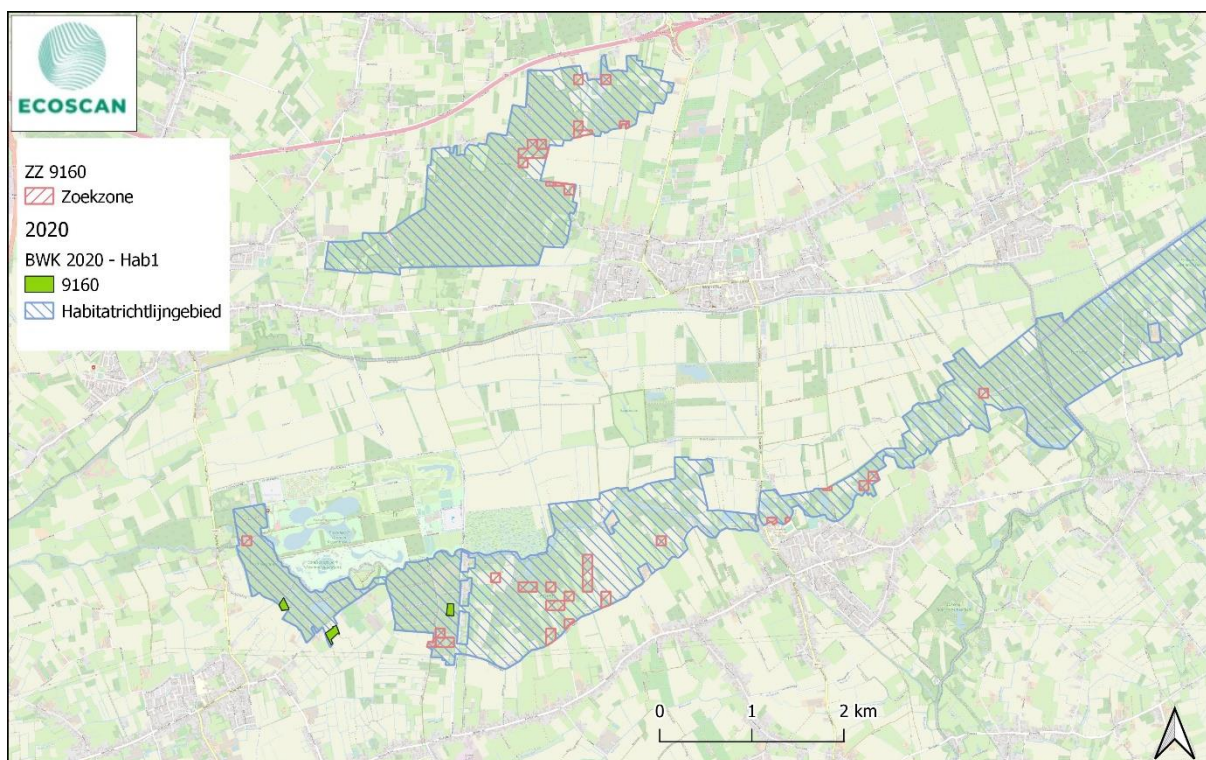 ECOSCAN
ZZ 9160
Zoekzone
2020
BWK 2020 - Hab1
9160
Habitatrichtlijngebied
0 1 2 km